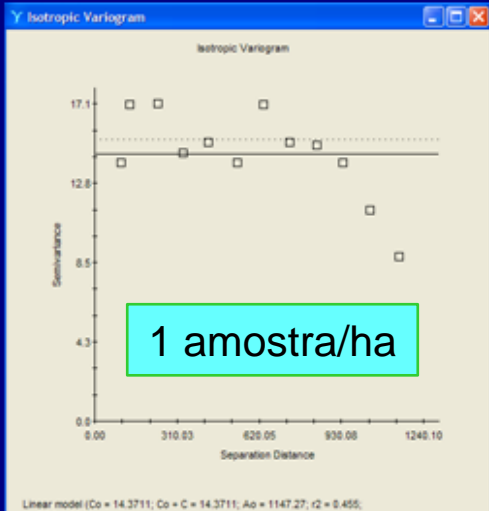 Isotropic Variogram
Isotropic Variogram
17.1
12.8
8.5
4.3
0.0
Semivariance
1 amostra/ha
0.00 310.03 620.05 930.08 1240.10
Separation Distance
Linear model (Co = 14.3711; Co + C = 14.3711; Ao = 1147.27; r2 = 0.455;